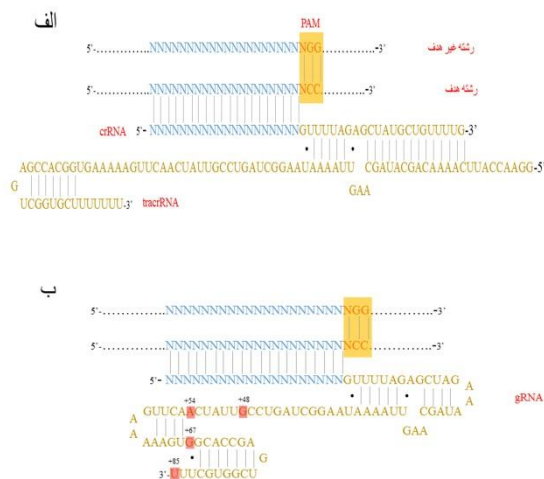 الف
PAM
5'-..............NNNNNNNNNNNNNNNNNNNNNGG..............-3' رشته غیر هدف
5'-..............NNNNNNNNNNNNNNNNNNNNNCC..............-3' رشته هدف
crRNA 5'-NNNNNNNNNNNNNNNNNNNNGUUUUAGAGCUAUGCUGUUUUG-3'
AGCCACGGUGAAAAAGUUCAACUAUUGCCUGAUCGGAAUAAAAUU CGAUACGACAAAACUUACCAAGG-5'
G GAA
UCGGUGCUUUUUUU-3' tracrRNA
ب
5'-..............NNNNNNNNNNNNNNNNNNNNNGG..............-3'
5'-..............NNNNNNNNNNNNNNNNNNNNNCC..............-3'
5'-NNNNNNNNNNNNNNNNNNNNGUUUUAGAGCUAG
A
A gRNA
+54 +48
GUUCAACUAUUGCCUGAUCGGAAUAAAAUU CGAUA
A GAA
A +67
AAAGUGGCACCGA
+85 G
3'-UUUCGUGGCU